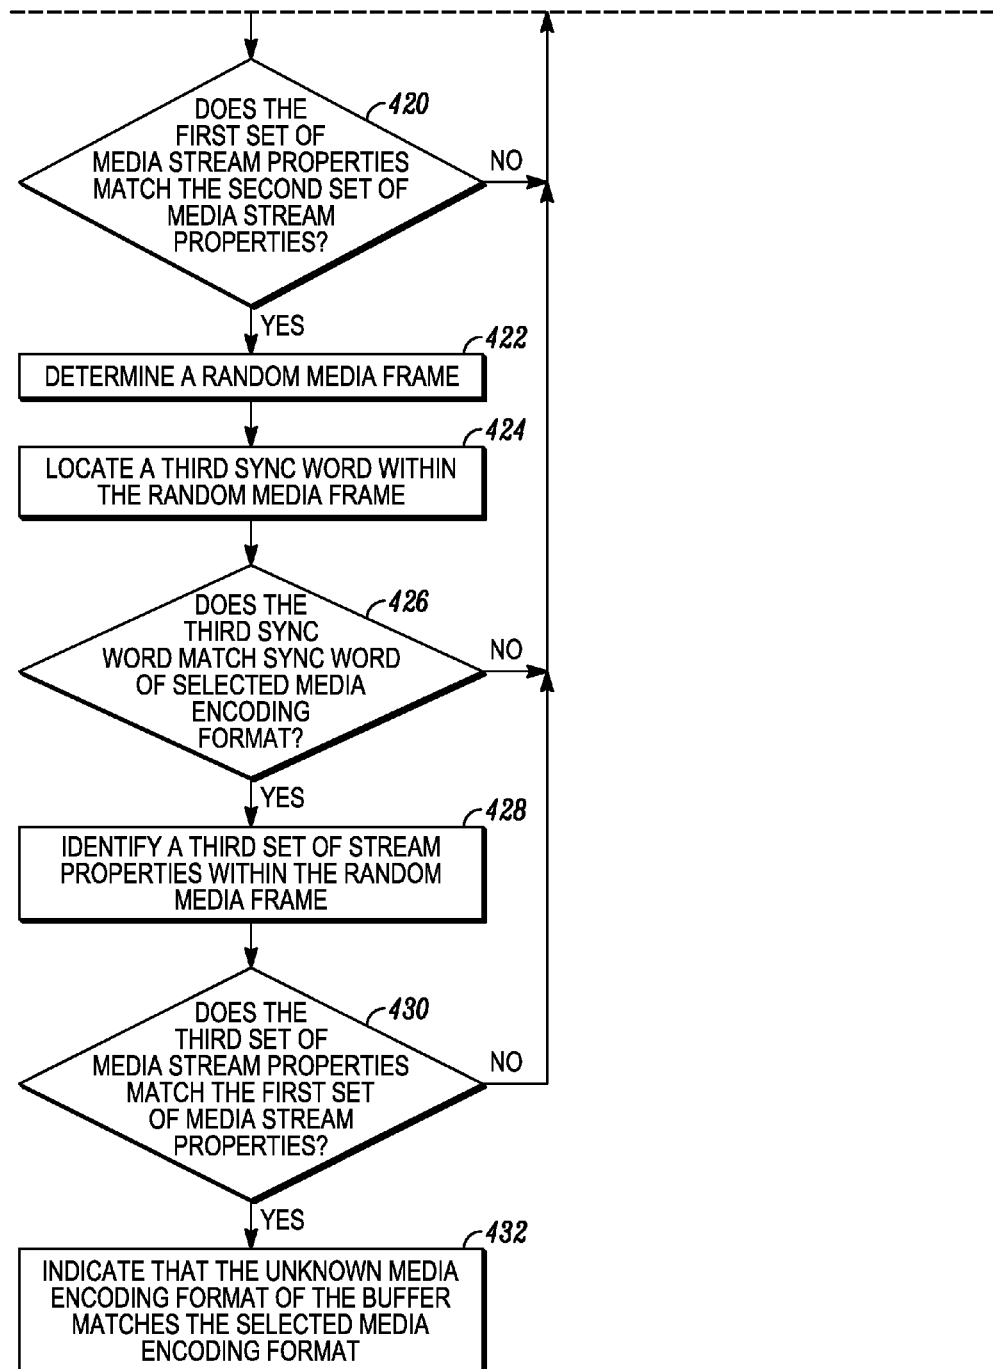 DOES THE
FIRST SET OF
MEDIA STREAM PROPERTIES
MATCH THE SECOND SET OF
MEDIA STREAM
PROPERTIES?
420
NO
YES
422
DETERMINE A RANDOM MEDIA FRAME
424
LOCATE A THIRD SYNC WORD WITHIN
THE RANDOM MEDIA FRAME
DOES THE
THIRD SYNC
WORD MATCH SYNC WORD
OF SELECTED MEDIA
ENCODING
FORMAT?
426
NO
YES
428
IDENTIFY A THIRD SET OF STREAM
PROPERTIES WITHIN THE RANDOM
MEDIA FRAME
DOES THE
THIRD SET OF
MEDIA STREAM PROPERTIES
MATCH THE FIRST SET
OF MEDIA STREAM
PROPERTIES?
430
NO
YES
432
INDICATE THAT THE UNKNOWN MEDIA
ENCODING FORMAT OF THE BUFFER
MATCHES THE SELECTED MEDIA
ENCODING FORMAT